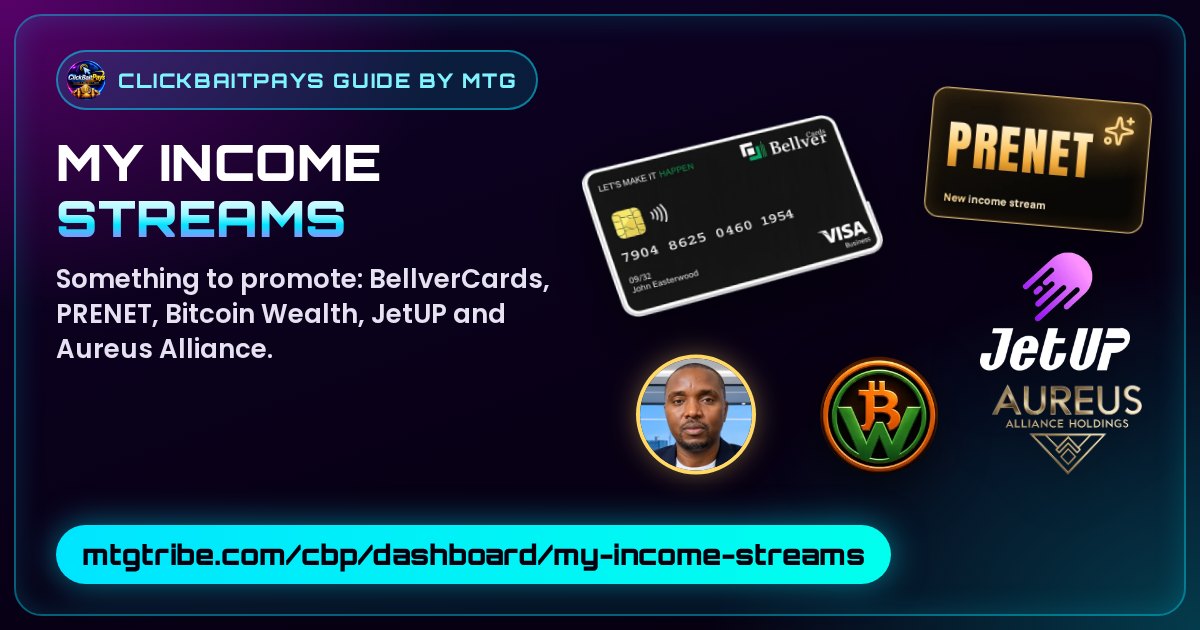 ClickBaitPays
CLICKBAITPAYS GUIDE BY MTG
MY INCOME
STREAMS
Something to promote: BellverCards,
PRENET, Bitcoin Wealth, JetUP and
Aureus Alliance.
Bellver
Cards
LET'S MAKE IT HAPPEN
7904 8625 0460 1954
09/32
John Easterwood
VISA
Business
PRENET
New income stream
JetUP
AUREUS
ALLIANCE HOLDINGS
mtgtribe.com/cbp/dashboard/my-income-streams